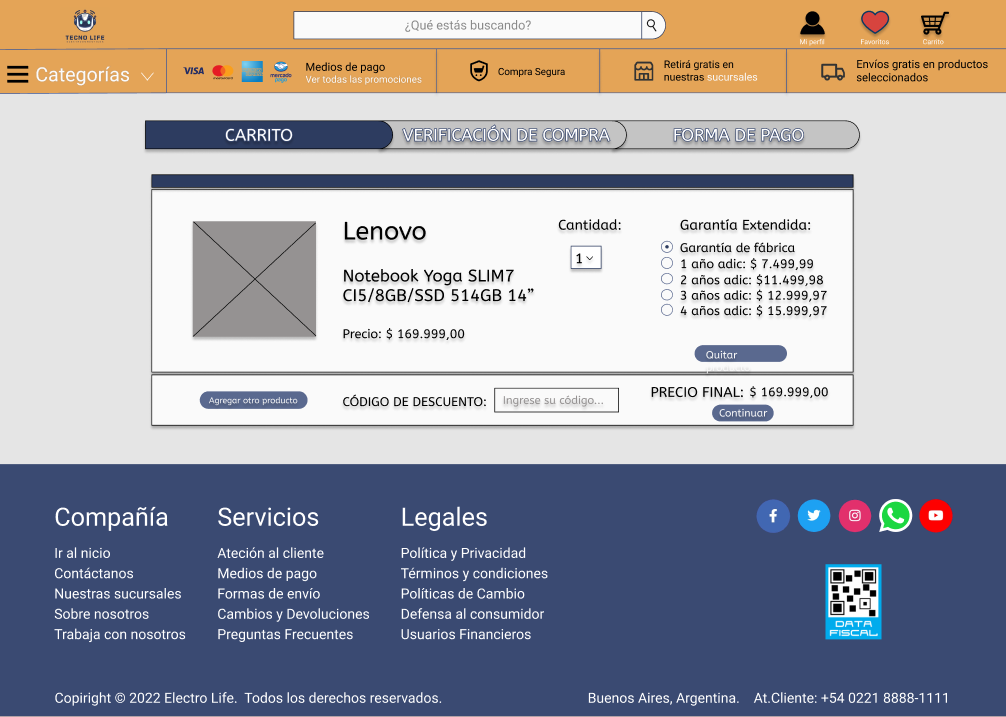 TECNO LIFE
¿Qué estás buscando?
Mi perfil
Favoritos
Carrito
Categorías
VISA
mercado pago
Medios de pago
Ver todas las promociones
Compra Segura
Retirá gratis en
nuestras sucursales
Envíos gratis en productos
seleccionados
CARRITO
VERIFICACIÓN DE COMPRA
FORMA DE PAGO
Lenovo
Notebook Yoga SLIM7
CI5/8GB/SSD 514GB 14”
Precio: $ 169.999,00
Cantidad:
1
Garantía Extendida:
Garantía de fábrica
1 año adic: $ 7.499,99
2 años adic: $11.499,98
3 años adic: $ 12.999,97
4 años adic: $ 15.999,97
Quitar
Agregar otro producto
CÓDIGO DE DESCUENTO:
Ingrese su código...
PRECIO FINAL: $ 169.999,00
Continuar
Compañía
Ir al nicio
Contáctanos
Nuestras sucursales
Sobre nosotros
Trabaja con nosotros
Servicios
Ateción al cliente
Medios de pago
Formas de envío
Cambios y Devoluciones
Preguntas Frecuentes
Legales
Política y Privacidad
Términos y condiciones
Políticas de Cambio
Defensa al consumidor
Usuarios Financieros
DATA
FISCAL
Copiright © 2022 Electro Life. Todos los derechos reservados.
Buenos Aires, Argentina. At.Cliente: +54 0221 8888-1111